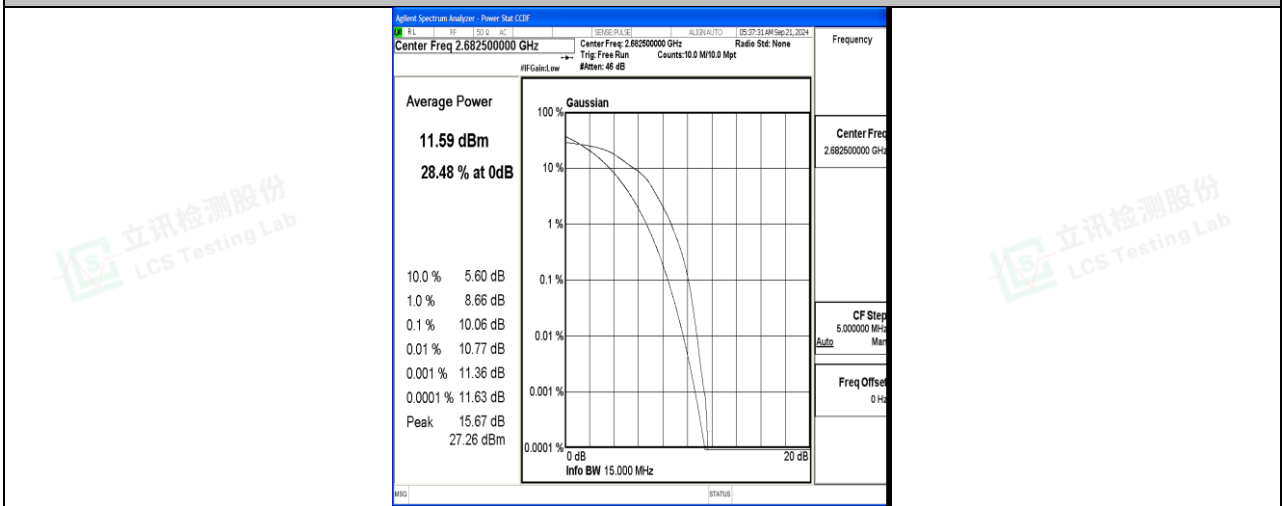 Agilent Spectrum Analyzer - Power Stat CCDF
RL RF 50 Ω AC SENSE:PULSE ALIGN AUTO 05:37:31 AM Sep 21, 2024
Center Freq 2.682500000 GHz
Center Freq: 2.682500000 GHz Radio Std: None
Trig: Free Run Counts:10.0 M/10.0 Mpt
#IFGain:Low #Atten: 46 dB
Frequency
Average Power
11.59 dBm
28.48 % at 0dB
10.0 % 5.60 dB
1.0 % 8.66 dB
0.1 % 10.06 dB
0.01 % 10.77 dB
0.001 % 11.36 dB
0.0001 % 11.63 dB
Peak 15.67 dB
27.26 dBm
Gaussian
100 %
10 %
1 %
0.1 %
0.01 %
0.001 %
0.0001 %
0 dB 20 dB
Info BW 15.000 MHz
Center Freq
2.682500000 GHz
CF Step
5.000000 MHz
Auto Man
Freq Offset
0 Hz
MSG STATUS
立讯检测股份
LCS Testing Lab
立讯检测股份
LCS Testing Lab